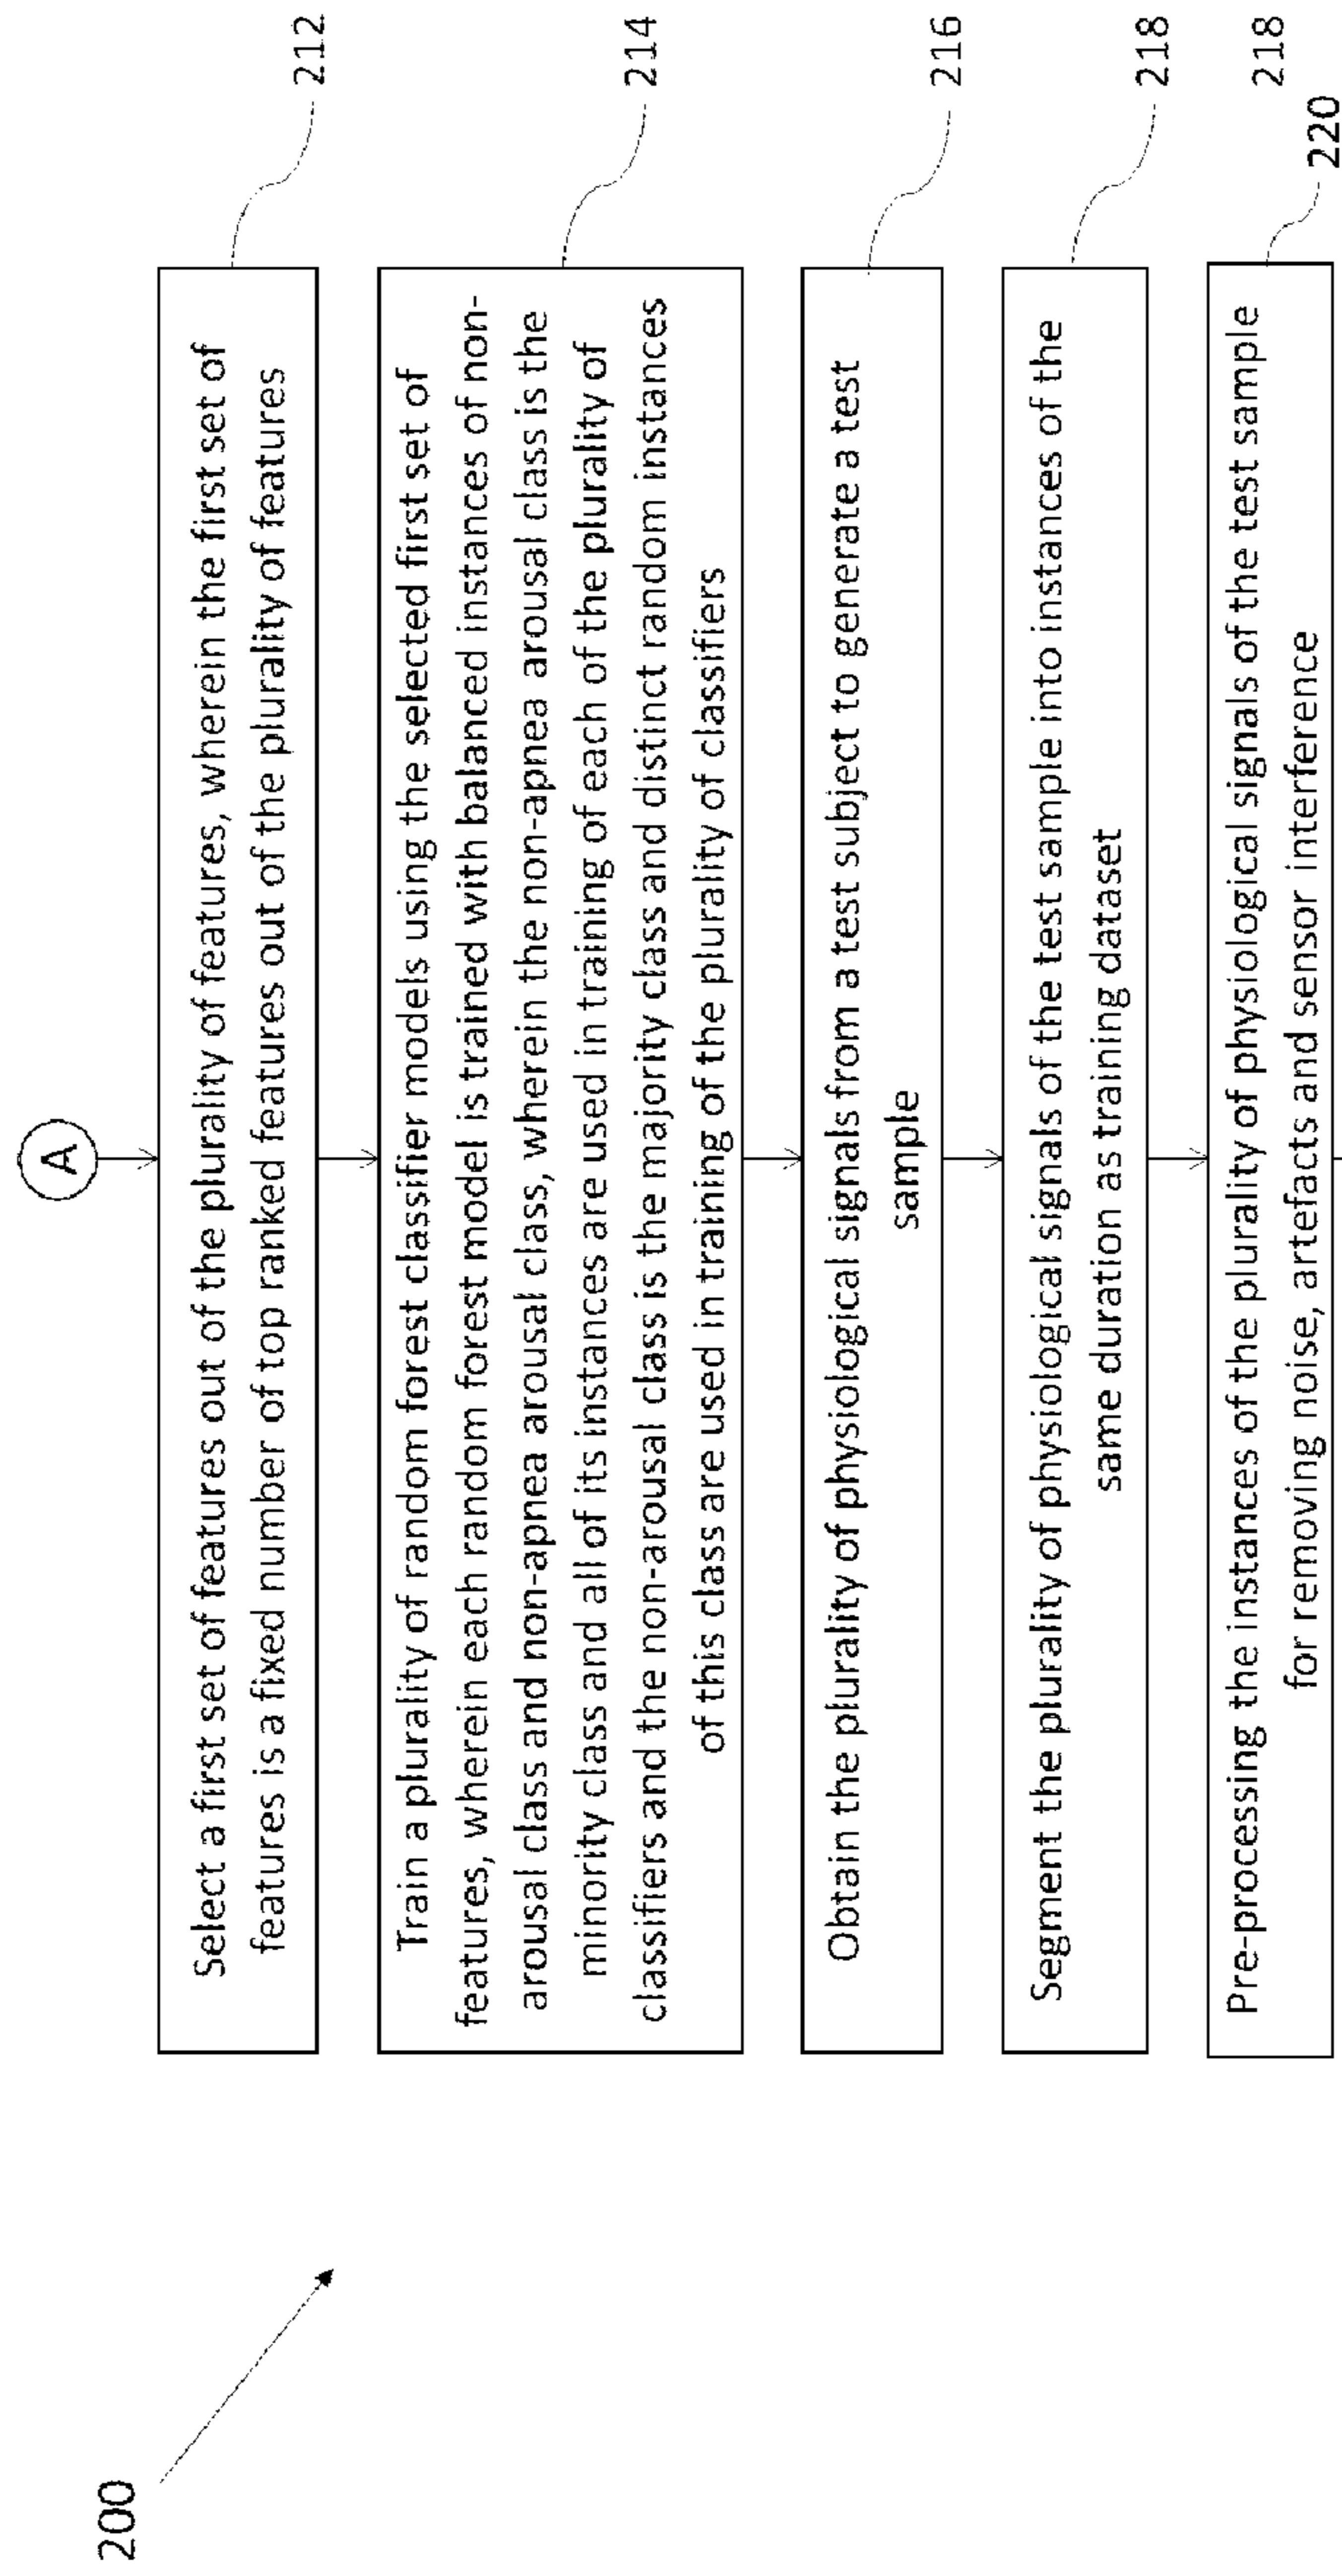 200
A
Select a first set of features out of the plurality of features, wherein the first set of
features is a fixed number of top ranked features out of the plurality of features
212
Train a plurality of random forest classifier models using the selected first set of
features, wherein each random forest model is trained with balanced instances of non-
arousal class and non-apnea arousal class, wherein the non-apnea arousal class is the
minority class and all of its instances are used in training of each of the plurality of
classifiers and the non-arousal class is the majority class and distinct random instances
of this class are used in training of the plurality of classifiers
214
Obtain the plurality of physiological signals from a test subject to generate a test
sample
216
Segment the plurality of physiological signals of the test sample into instances of the
same duration as training dataset
218
Pre-processing the instances of the plurality of physiological signals of the test sample
for removing noise, artefacts and sensor interference
218
220